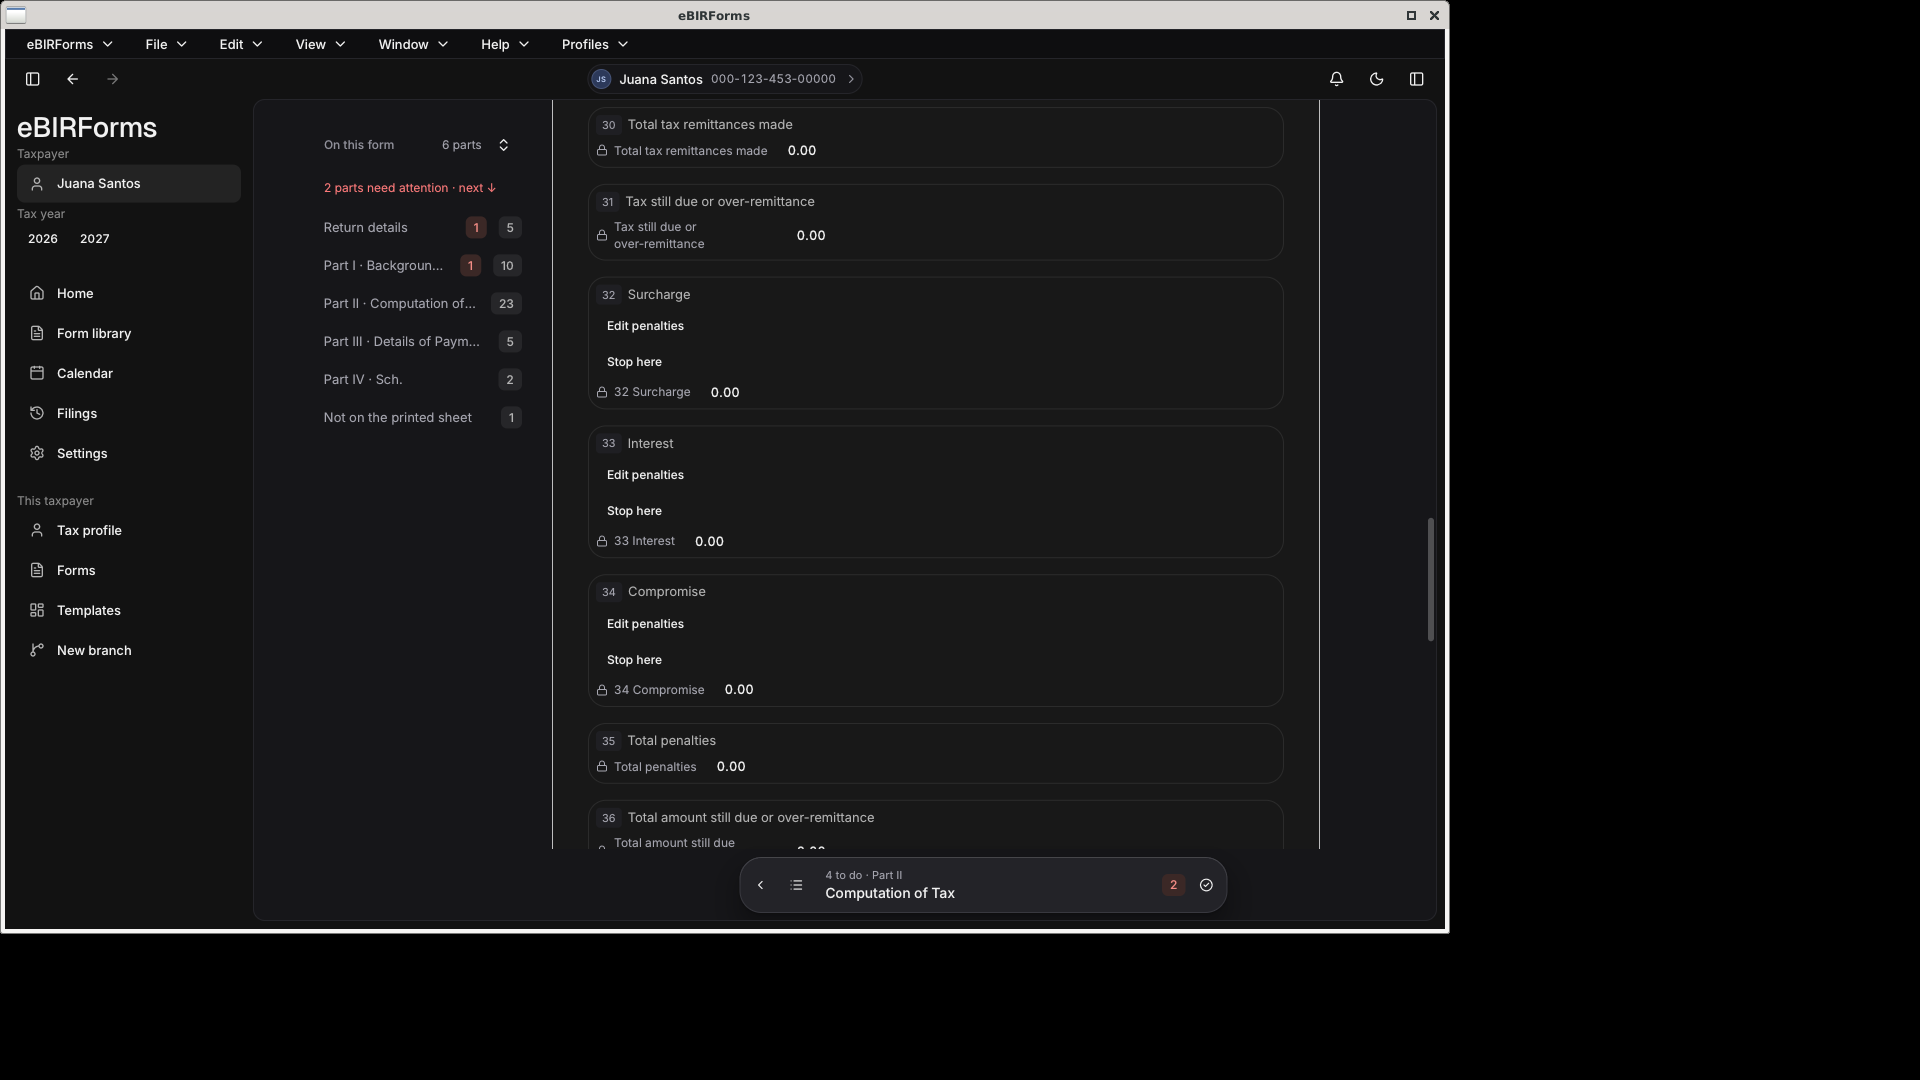 eBIRForms
eBIRForms File Edit View Window Help Profiles
JS Juana Santos 000-123-453-00000
eBIRForms
Taxpayer
Juana Santos
Tax year
2026 2027
Home
Form library
Calendar
Filings
Settings
This taxpayer
Tax profile
Forms
Templates
New branch
On this form 6 parts
2 parts need attention · next ↓
Return details 1 5
Part I · Backgroun... 1 10
Part II · Computation of... 23
Part III · Details of Paym... 5
Part IV · Sch. 2
Not on the printed sheet 1
30 Total tax remittances made
Total tax remittances made 0.00
31 Tax still due or over-remittance
Tax still due or
over-remittance 0.00
32 Surcharge
Edit penalties
Stop here
32 Surcharge 0.00
33 Interest
Edit penalties
Stop here
33 Interest 0.00
34 Compromise
Edit penalties
Stop here
34 Compromise 0.00
35 Total penalties
Total penalties 0.00
36 Total amount still due or over-remittance
Total amount still due
4 to do · Part II
Computation of Tax
2